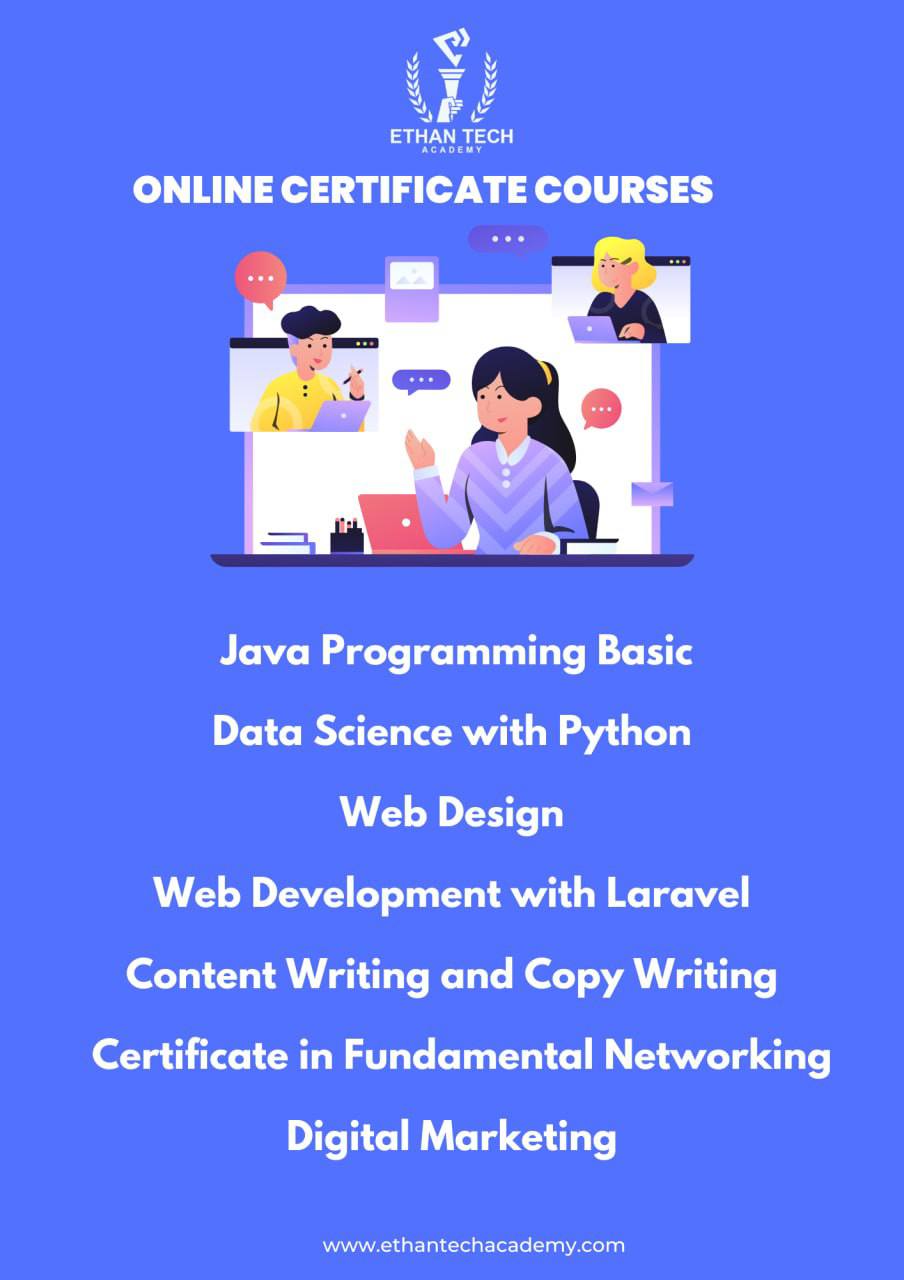 ETHAN TECH
ACADEMY
ONLINE CERTIFICATE COURSES
Java Programming Basic
Data Science with Python
Web Design
Web Development with Laravel
Content Writing and Copy Writing
Certificate in Fundamental Networking
Digital Marketing
www.ethantechacademy.com